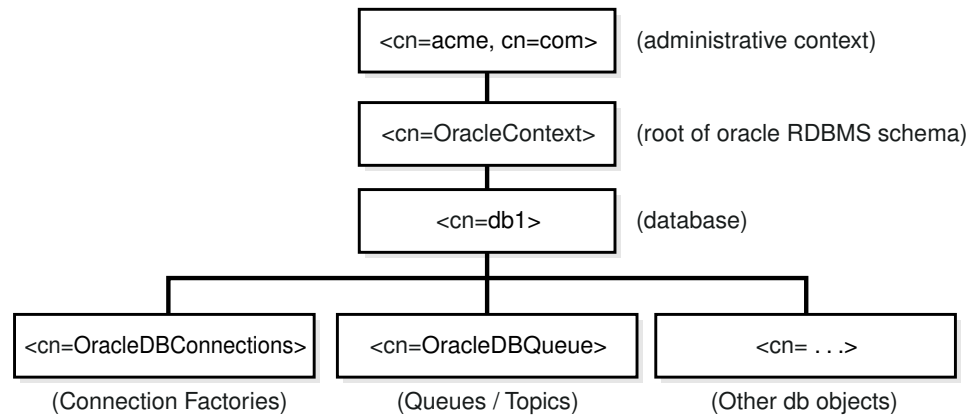 <cn=acme, cn=com> (administrative context)
<cn=OracleContext> (root of oracle RDBMS schema)
<cn=db1> (database)
<cn=OracleDBConnections> <cn=OracleDBQueue> <cn= . . .>
(Connection Factories) (Queues / Topics) (Other db objects)